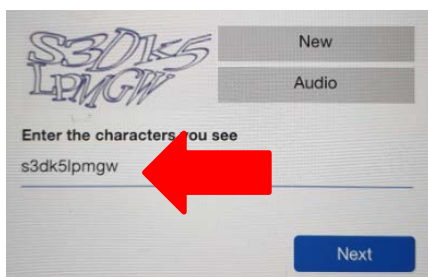 S3DK5
LPMGW
New
Audio
Enter the characters you see
s3dk5lpmgw
Next